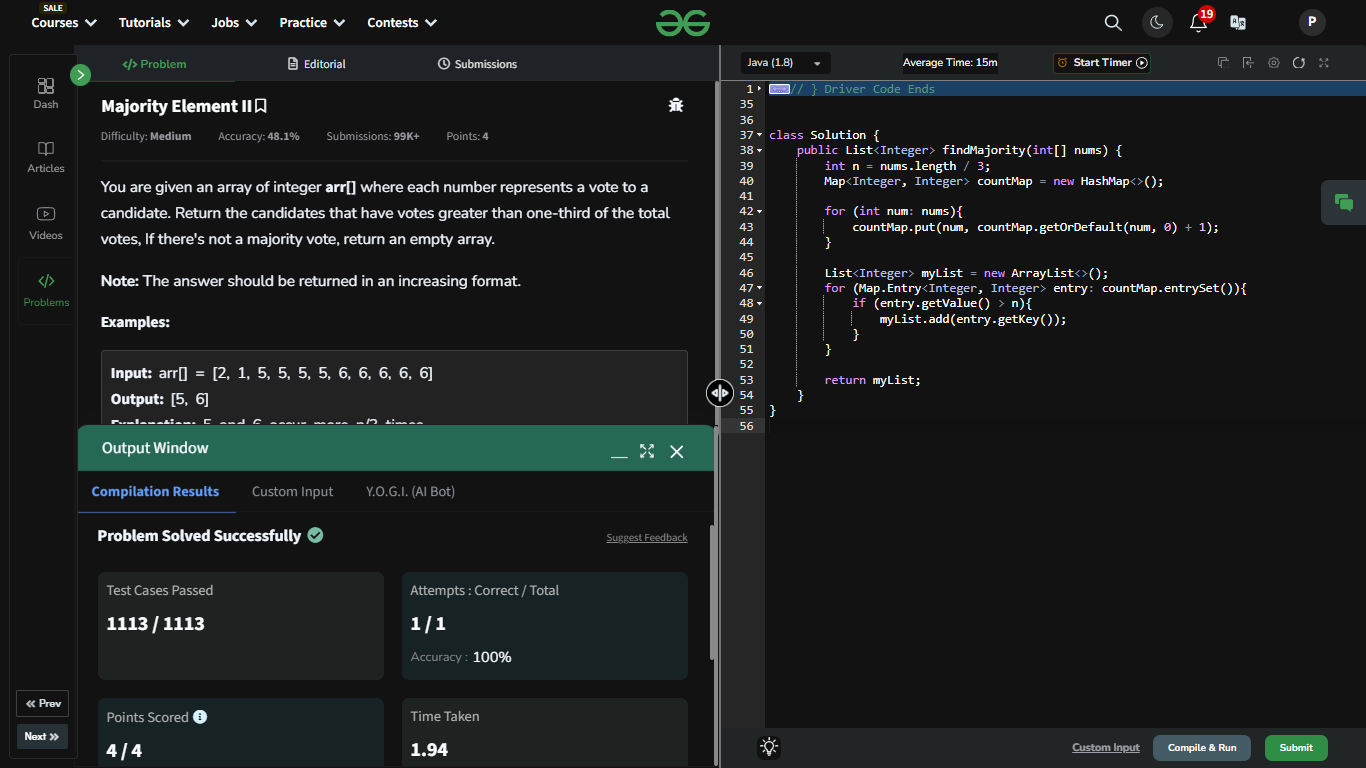 SALE
Courses Tutorials Jobs Practice Contests
19
P
Dash
Articles
Videos
Problems
Prev
Next
Problem Editorial Submissions
Majority Element II
Difficulty: Medium Accuracy: 48.1% Submissions: 99K+ Points: 4
You are given an array of integer arr[] where each number represents a vote to a
candidate. Return the candidates that have votes greater than one-third of the total
votes, If there's not a majority vote, return an empty array.
Note: The answer should be returned in an increasing format.
Examples:
Input: arr[] = [2, 1, 5, 5, 5, 5, 6, 6, 6, 6, 6]
Output: [5, 6]
Explanation: 5 and 6 occur more n/3 times.
Output Window
Compilation Results Custom Input Y.O.G.I. (AI Bot)
Problem Solved Successfully
Suggest Feedback
Test Cases Passed
1113 / 1113
Attempts : Correct / Total
1 / 1
Accuracy : 100%
Points Scored
4 / 4
Time Taken
1.94
Java (1.8) Average Time: 15m Start Timer
1 // } Driver Code Ends
35
36
37 class Solution {
38 public List<Integer> findMajority(int[] nums) {
39 int n = nums.length / 3;
40 Map<Integer, Integer> countMap = new HashMap<>();
41
42 for (int num: nums){
43 countMap.put(num, countMap.getOrDefault(num, 0) + 1);
44 }
45
46 List<Integer> myList = new ArrayList<>();
47 for (Map.Entry<Integer, Integer> entry: countMap.entrySet()){
48 if (entry.getValue() > n){
49 myList.add(entry.getKey());
50 }
51 }
52
53 return myList;
54 }
55 }
56
Custom Input Compile & Run Submit